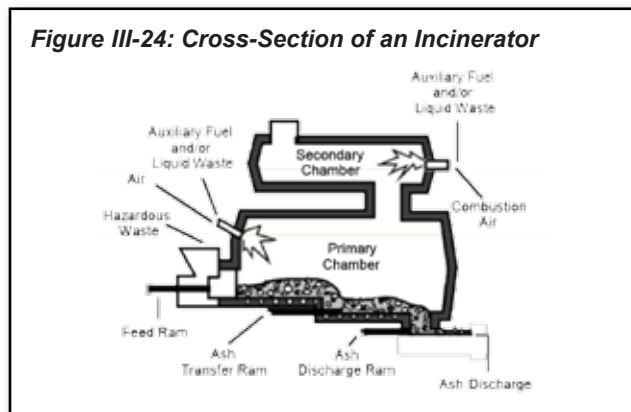 Figure III-24: Cross-Section of an Incinerator
Auxiliary Fuel
and/or
Liquid Waste
Auxiliary Fuel
and/or
Liquid Waste
Air
Hazardous
Waste
Secondary
Chamber
Combustion
Air
Primary
Chamber
Feed Ram
Ash
Transfer Ram
Ash
Discharge Ram
Ash Discharge